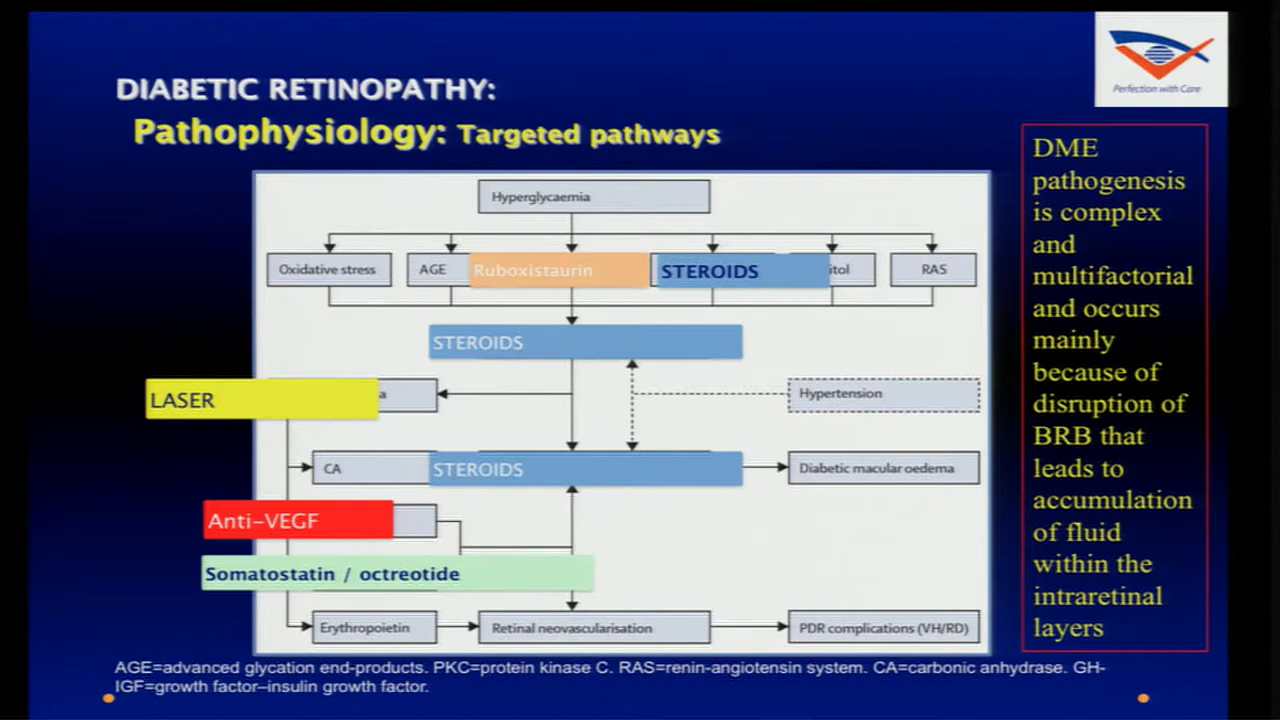 Perfection with Care
DIABETIC RETINOPATHY:
Pathophysiology: Targeted pathways
Hyperglycaemia
Oxidative stress
AGE
Ruboxistaurin
STEROIDS
itol
RAS
STEROIDS
LASER
a
Hypertension
CA
STEROIDS
Diabetic macular oedema
Anti-VEGF
Somatostatin / octreotide
Erythropoietin
Retinal neovascularisation
PDR complications (VH/RD)
AGE=advanced glycation end-products. PKC=protein kinase C. RAS=renin-angiotensin system. CA=carbonic anhydrase. GH-
IGF=growth factor–insulin growth factor.
DME
pathogenesis
is complex
and
multifactorial
and occurs
mainly
because of
disruption of
BRB that
leads to
accumulation
of fluid
within the
intraretinal
layers